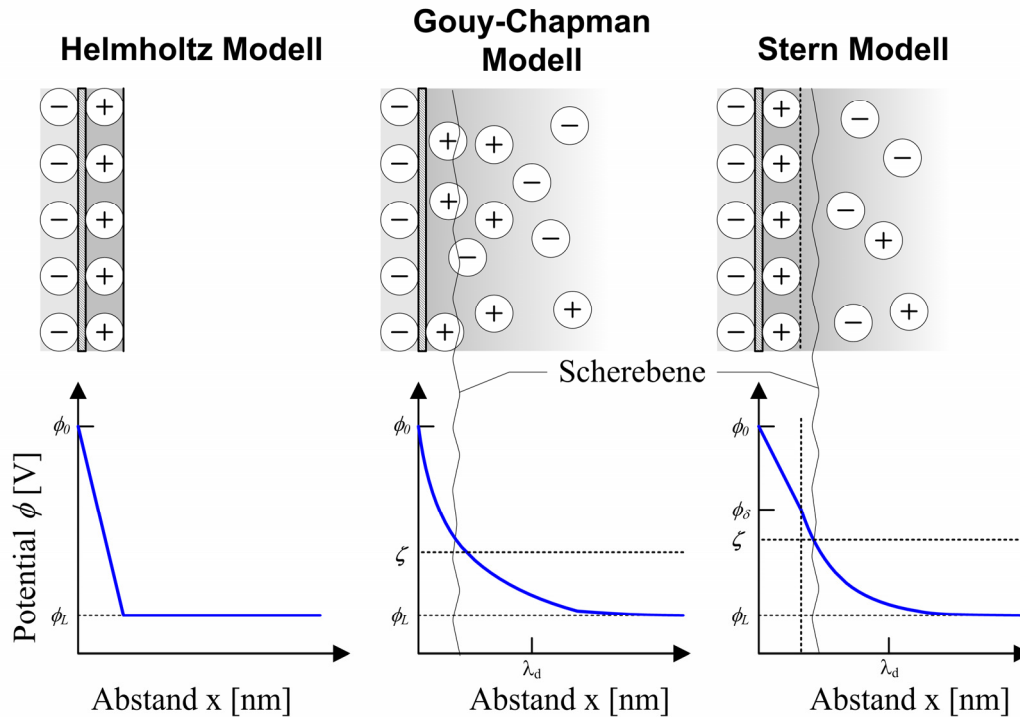 Helmholtz Modell
Gouy-Chapman
Modell
Stern Modell
− + − + + − − + −
− + − + − − + −
− + − + + − − + − +
− + − − − +
− + − + + + − + − +
Scherebene
Potential ϕ [V]
ϕ0
ϕL
Abstand x [nm]
ϕ0
ζ
ϕL
λd
Abstand x [nm]
ϕ0
ϕδ
ζ
ϕL
λd
Abstand x [nm]